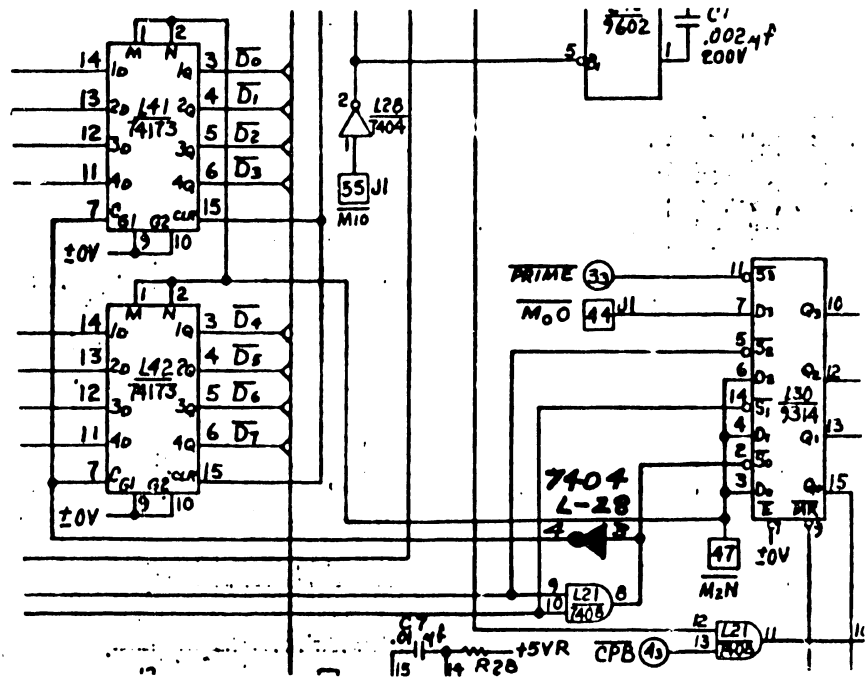 1 2
M N
14 1D 1Q 3 D0
13 2D 2Q 4 D1
L41
74173
12 3D 3Q 5 D2
11 4D 4Q 6 D3
7 C CLR 15
G1 G2
9 10
±0V
1 2
M N
14 1D 1Q 3 D4
13 2D 2Q 4 D5
L42
74173
12 3D 3Q 5 D6
11 4D 4Q 6 D7
7 C CLR 15
G1 G2
9 10
±0V
2
L28
7404
1
55 J1
M10
9602
5
1
C1
.002µf
200V
PRIME 33
11 S3
M00 44 J1
7 D3 Q3 10
5 S2
6 D2 Q2 12
14 S1
L30
9314
4 D1 Q1 13
2 S0
3 D0 Q0 15
E MR
1 9
±0V
47
M2N
7404
L-28
4 3
9
10
L21
7408
8
12
13
L21
7408
11
CPB 43
C7
.01µf
15 14
R28
+5VR